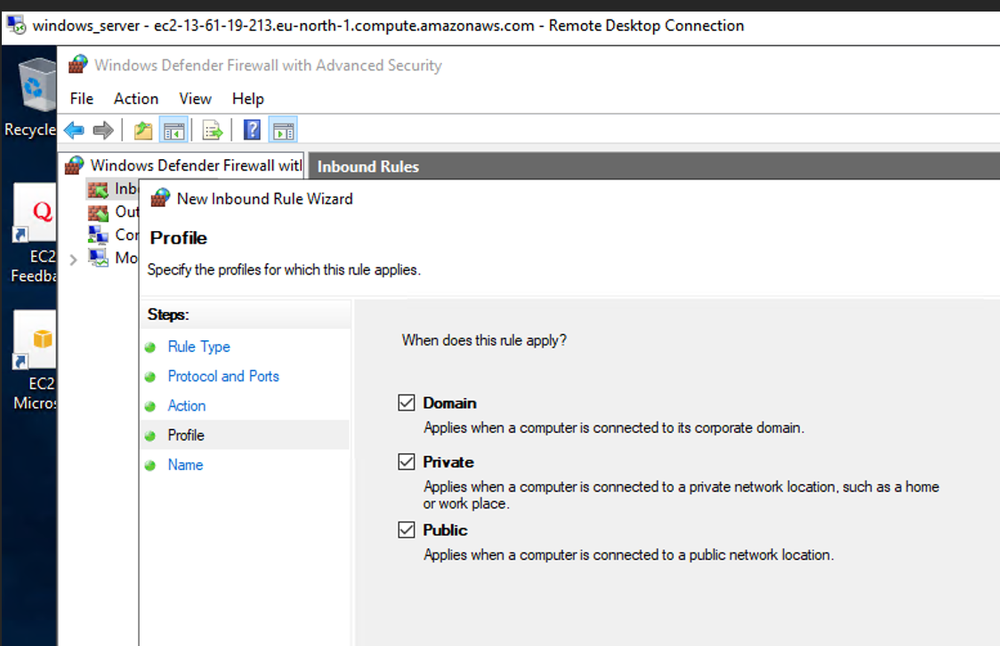 windows_server - ec2-13-61-19-213.eu-north-1.compute.amazonaws.com - Remote Desktop Connection
Windows Defender Firewall with Advanced Security
File Action View Help
Recycle
Windows Defender Firewall with
Inbound Rules
Inb
Out
Cor
Mo
New Inbound Rule Wizard
Profile
Specify the profiles for which this rule applies.
EC2
Feedba
EC2
Micros
Steps:
Rule Type
Protocol and Ports
Action
Profile
Name
When does this rule apply?
Domain
Applies when a computer is connected to its corporate domain.
Private
Applies when a computer is connected to a private network location, such as a home
or work place.
Public
Applies when a computer is connected to a public network location.